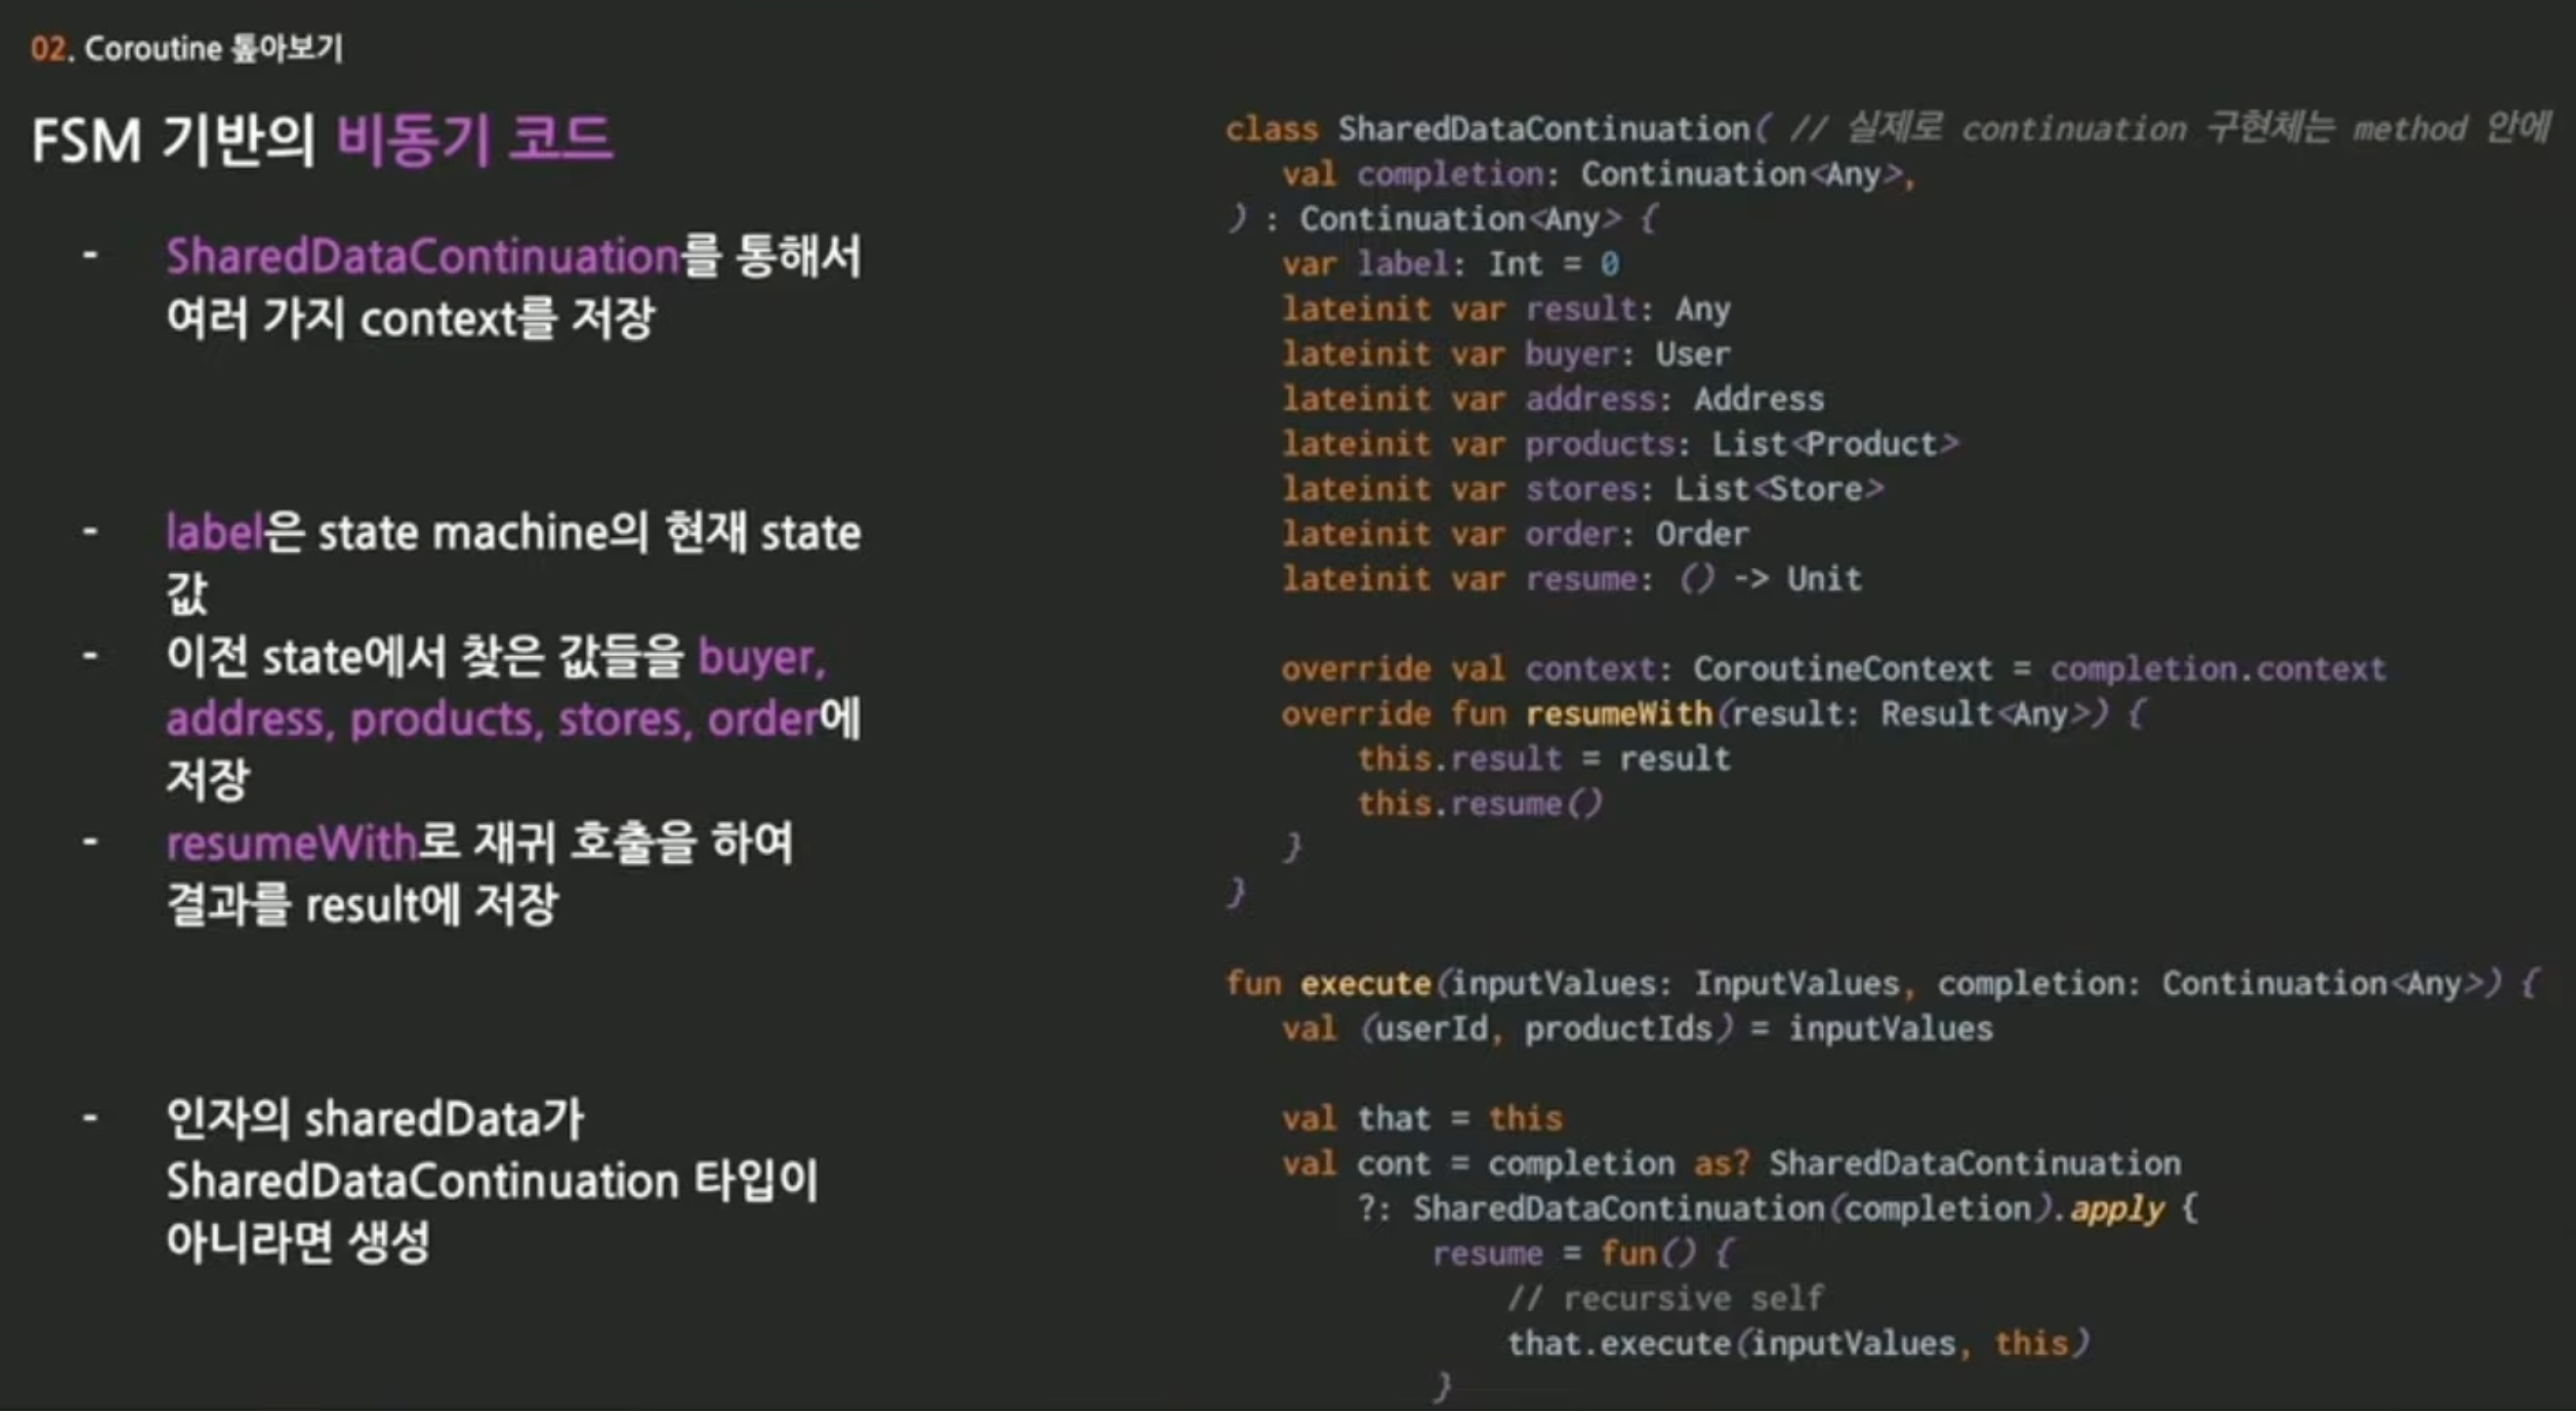 02. Coroutine 톺아보기
FSM 기반의 비동기 코드
- SharedDataContinuation를 통해서
여러 가지 context를 저장
- label은 state machine의 현재 state
값
- 이전 state에서 찾은 값들을 buyer,
address, products, stores, order에
저장
- resumeWith로 재귀 호출을 하여
결과를 result에 저장
- 인자의 sharedData가
SharedDataContinuation 타입이
아니라면 생성
class SharedDataContinuation( // 실제로 continuation 구현체는 method 안에
val completion: Continuation<Any>,
) : Continuation<Any> {
var label: Int = 0
lateinit var result: Any
lateinit var buyer: User
lateinit var address: Address
lateinit var products: List<Product>
lateinit var stores: List<Store>
lateinit var order: Order
lateinit var resume: () -> Unit
override val context: CoroutineContext = completion.context
override fun resumeWith(result: Result<Any>) {
this.result = result
this.resume()
}
}
fun execute(inputValues: InputValues, completion: Continuation<Any>) {
val (userId, productIds) = inputValues
val that = this
val cont = completion as? SharedDataContinuation
?: SharedDataContinuation(completion).apply {
resume = fun() {
// recursive self
that.execute(inputValues, this)
}